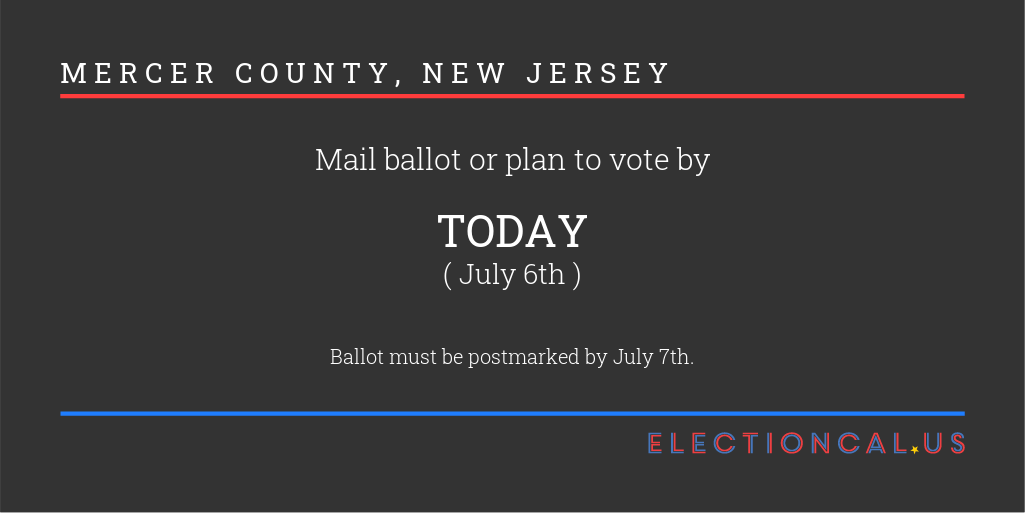 MERCER COUNTY, NEW JERSEY
Mail ballot or plan to vote by
TODAY
( July 6th )
Ballot must be postmarked by July 7th.
ELECTIONCAL.US